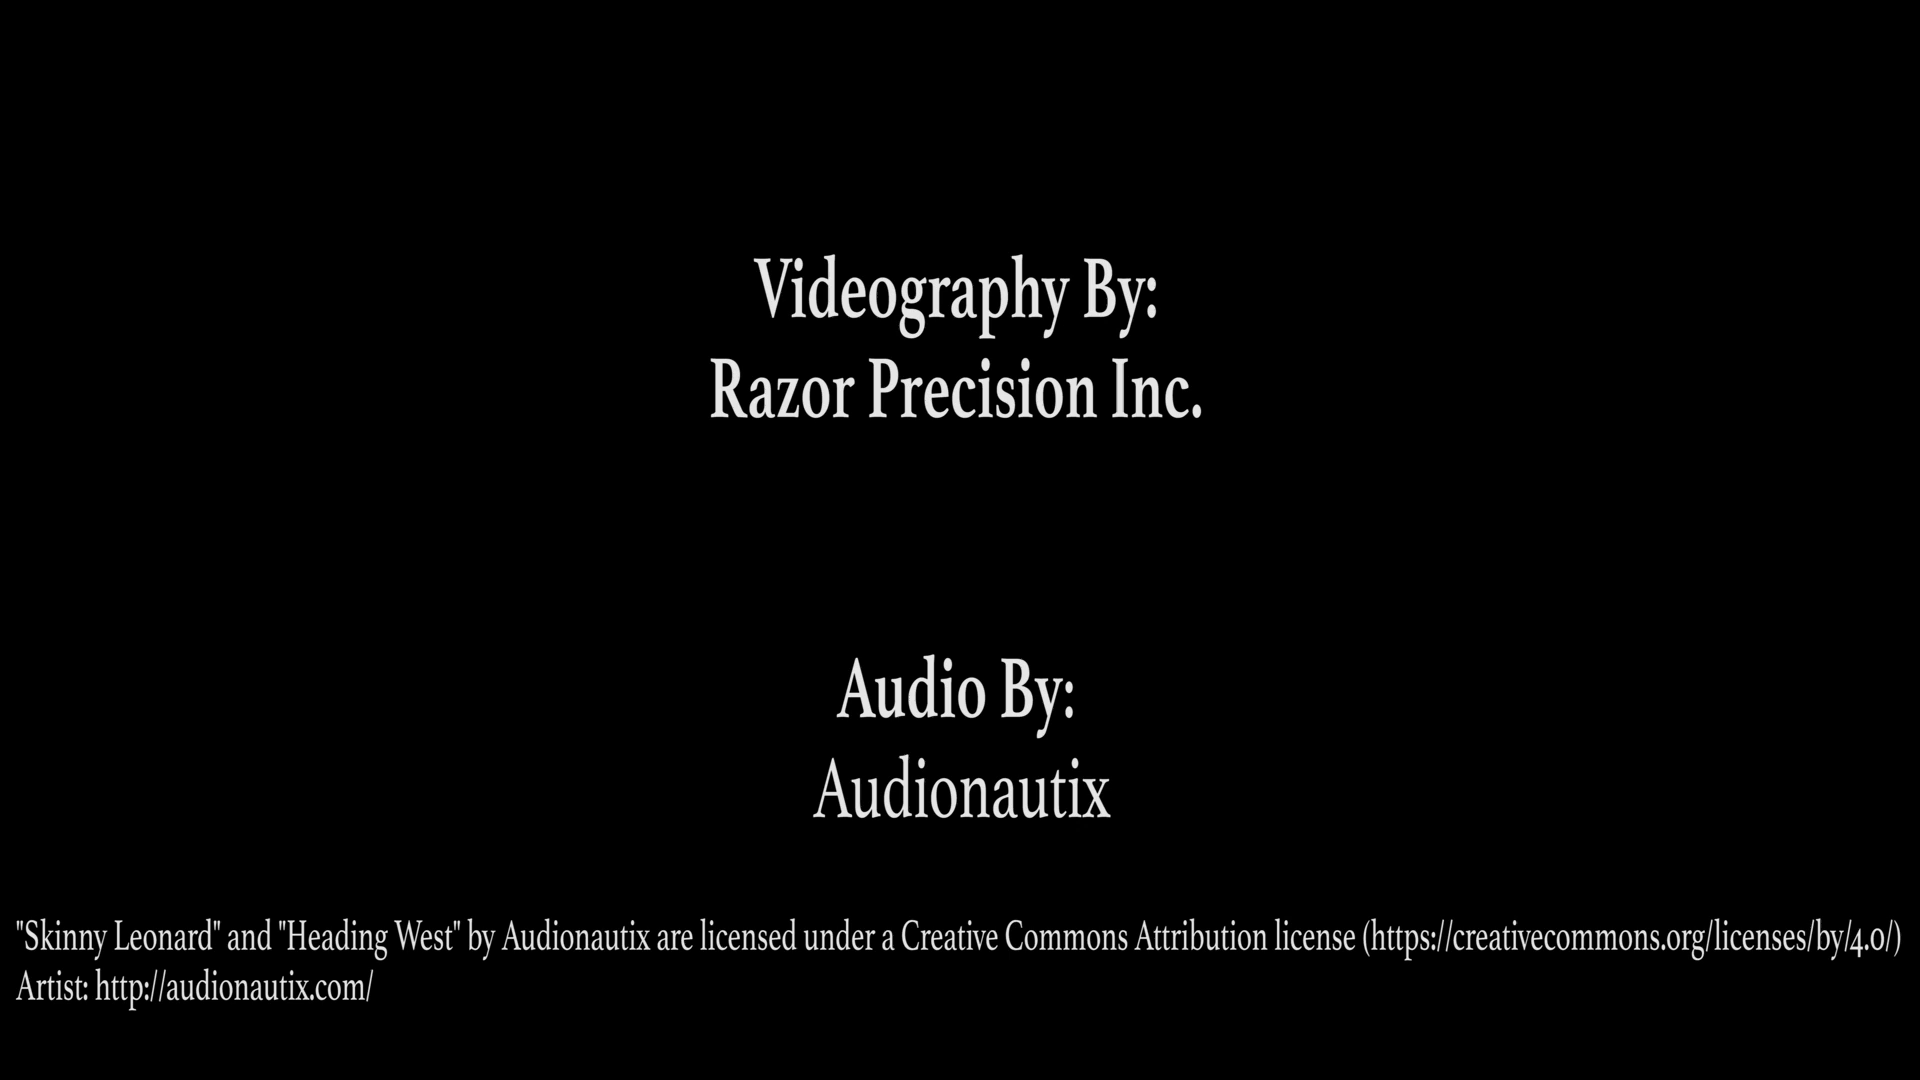 Videography By:
Razor Precision Inc.
Audio By:
Audionautix
"Skinny Leonard" and "Heading West" by Audionautix are licensed under a Creative Commons Attribution license (https://creativecommons.org/licenses/by/4.0/)
Artist: http://audionautix.com/